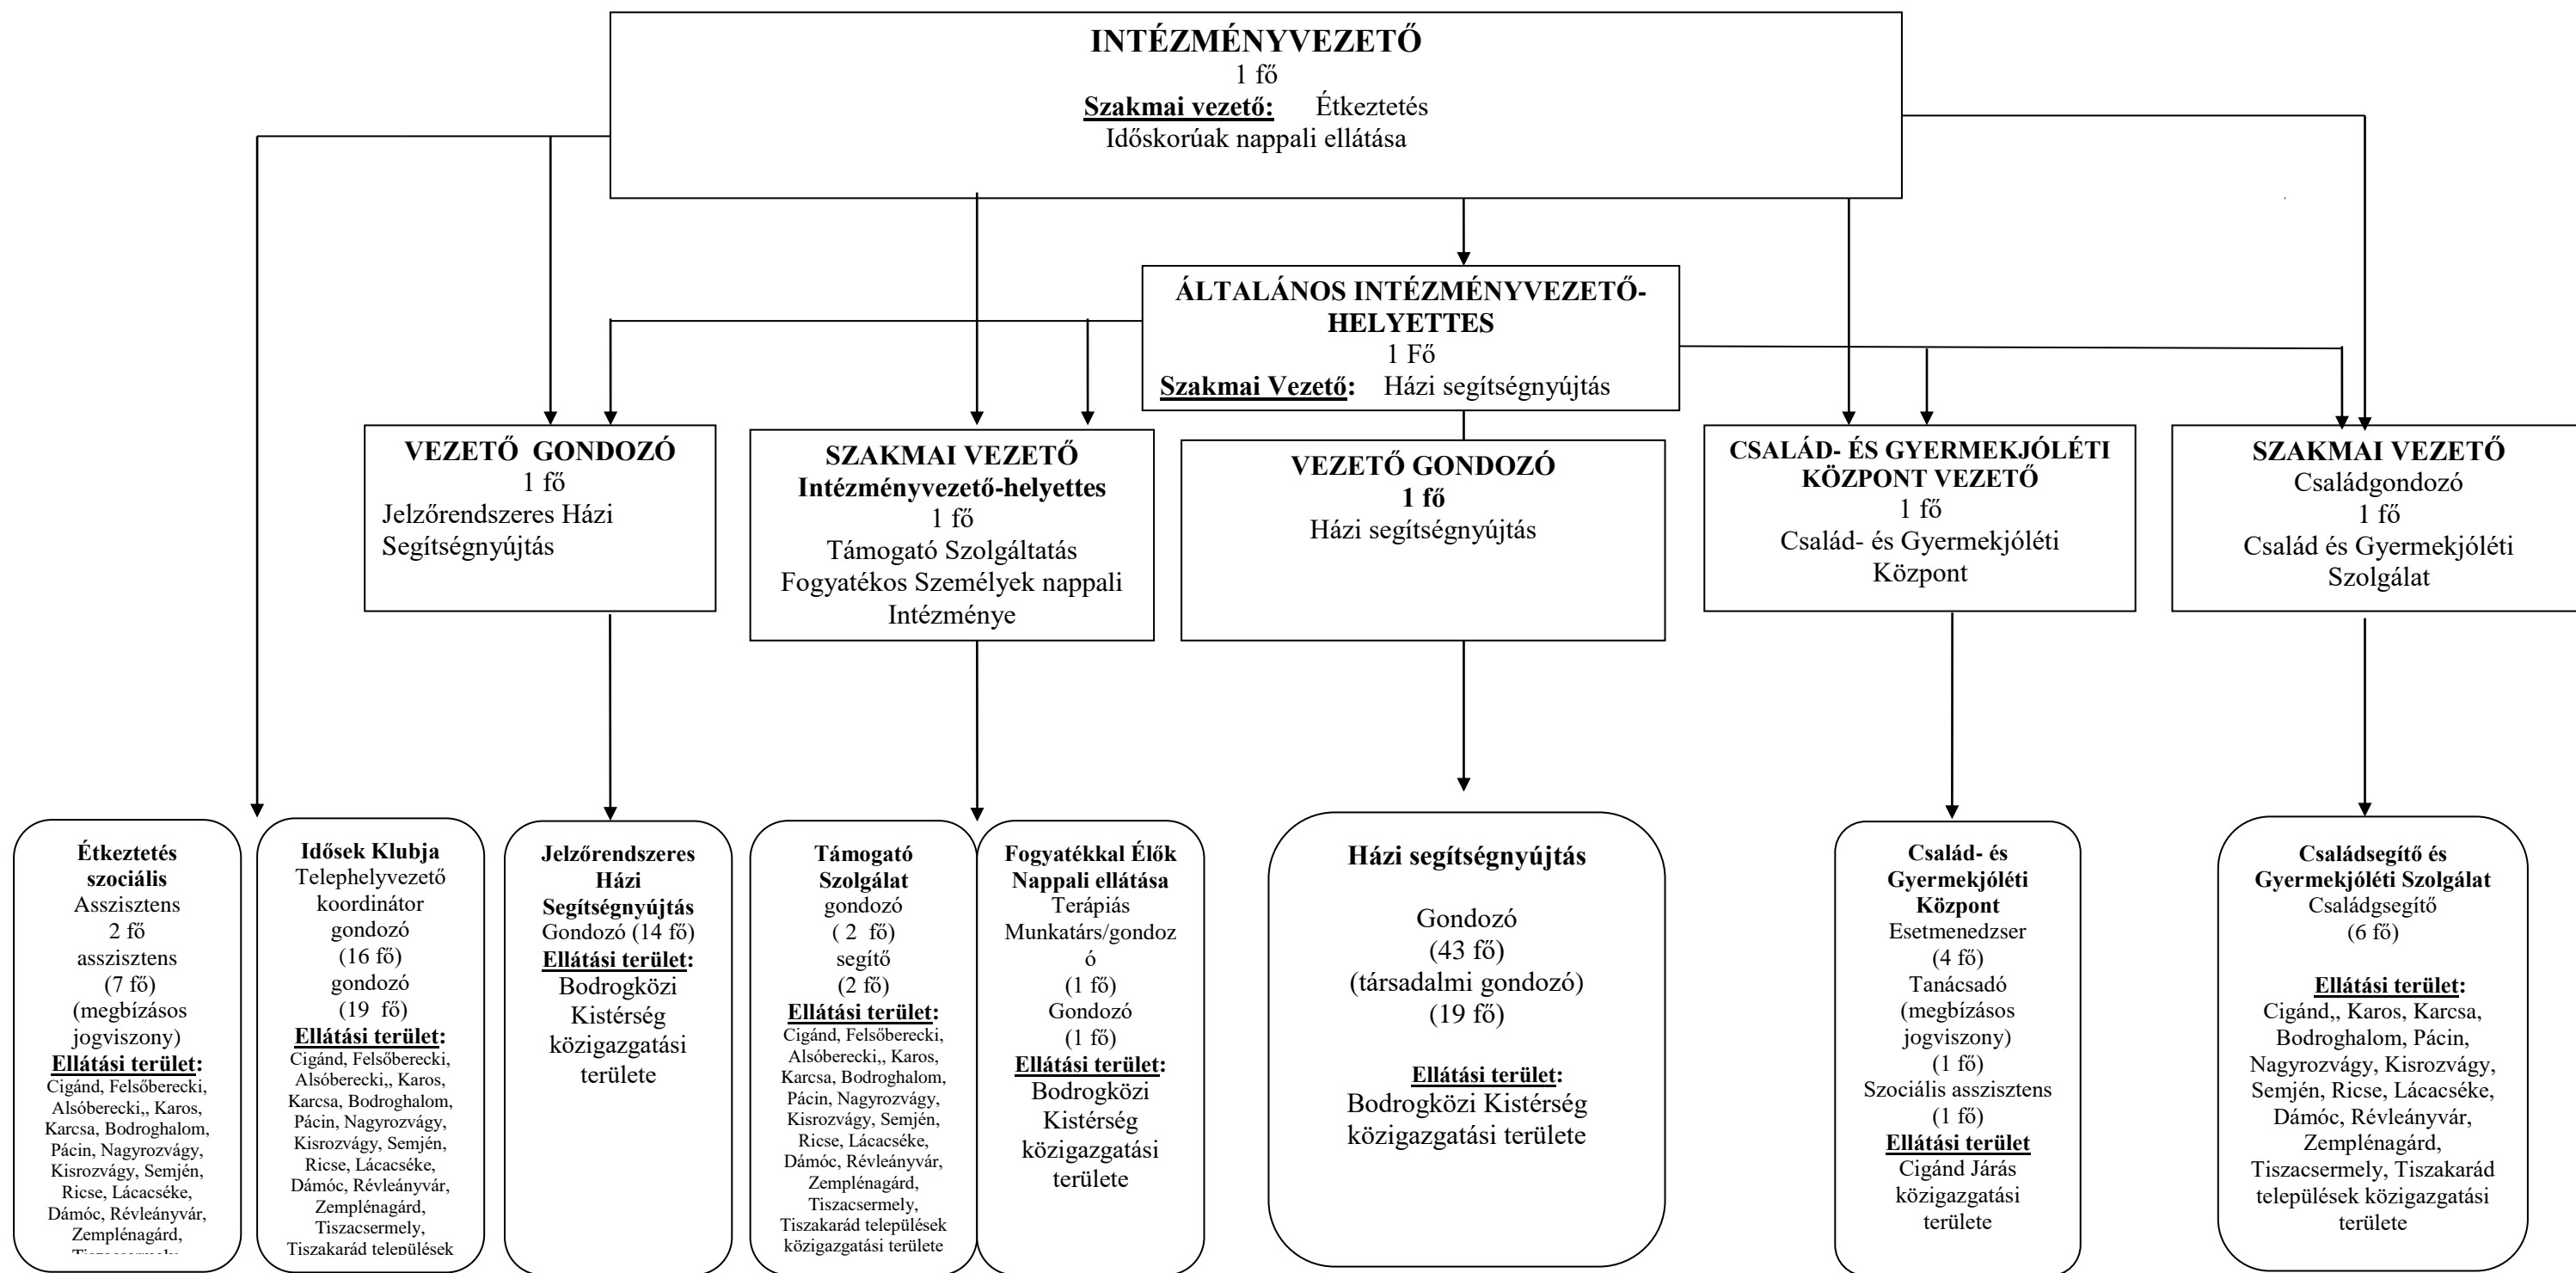 INTÉZMÉNYVEZETŐ
1 fő
Szakmai vezető: Étkeztetés
Időskorúak nappali ellátása
ÁLTALÁNOS INTÉZMÉNYVEZETŐ-
HELYETTES
1 Fő
Szakmai Vezető: Házi segítségnyújtás
VEZETŐ GONDOZÓ
1 fő
Jelzőrendszeres Házi
Segítségnyújtás
SZAKMAI VEZETŐ
Intézményvezető-helyettes
1 fő
Támogató Szolgáltatás
Fogyatékos Személyek nappali
Intézménye
VEZETŐ GONDOZÓ
1 fő
Házi segítségnyújtás
CSALÁD- ÉS GYERMEKJÓLÉTI
KÖZPONT VEZETŐ
1 fő
Család- és Gyermekjóléti
Központ
SZAKMAI VEZETŐ
Családgondozó
1 fő
Család és Gyermekjóléti
Szolgálat
Étkeztetés
szociális
Asszisztens
2 fő
asszisztens
(7 fő)
(megbízásos
jogviszony)
Ellátási terület:
Cigánd, Felsőberecki,
Alsóberecki,, Karos,
Karcsa, Bodroghalom,
Pácin, Nagyrozvágy,
Kisrozvágy, Semjén,
Ricse, Lácacséke,
Dámóc, Révleányvár,
Zemplénagárd,
Idősek Klubja
Telephelyvezető
koordinátor
gondozó
(16 fő)
gondozó
(19 fő)
Ellátási terület:
Cigánd, Felsőberecki,
Alsóberecki,, Karos,
Karcsa, Bodroghalom,
Pácin, Nagyrozvágy,
Kisrozvágy, Semjén,
Ricse, Lácacséke,
Dámóc, Révleányvár,
Zemplénagárd,
Tiszacsermely,
Tiszakarád települések
Jelzőrendszeres
Házi
Segítségnyújtás
Gondozó (14 fő)
Ellátási terület:
Bodrogközi
Kistérség
közigazgatási
területe
Támogató
Szolgálat
gondozó
( 2 fő)
segítő
(2 fő)
Ellátási terület:
Cigánd, Felsőberecki,
Alsóberecki,, Karos,
Karcsa, Bodroghalom,
Pácin, Nagyrozvágy,
Kisrozvágy, Semjén,
Ricse, Lácacséke,
Dámóc, Révleányvár,
Zemplénagárd,
Tiszacsermely,
Tiszakarád települések
közigazgatási területe
Fogyatékkal Élők
Nappali ellátása
Terápiás
Munkatárs/gondoz
ó
(1 fő)
Gondozó
(1 fő)
Ellátási terület:
Bodrogközi
Kistérség
közigazgatási
területe
Házi segítségnyújtás
Gondozó
(43 fő)
(társadalmi gondozó)
(19 fő)
Ellátási terület:
Bodrogközi Kistérség
közigazgatási területe
Család- és
Gyermekjóléti
Központ
Esetmenedzser
(4 fő)
Tanácsadó
(megbízásos
jogviszony)
(1 fő)
Szociális asszisztens
(1 fő)
Ellátási terület
Cigánd Járás
közigazgatási
területe
Családsegítő és
Gyermekjóléti Szolgálat
Családgsegítő
(6 fő)
Ellátási terület:
Cigánd,, Karos, Karcsa,
Bodroghalom, Pácin,
Nagyrozvágy, Kisrozvágy,
Semjén, Ricse, Lácacséke,
Dámóc, Révleányvár,
Zemplénagárd,
Tiszacsermely, Tiszakarád
települések közigazgatási
területe